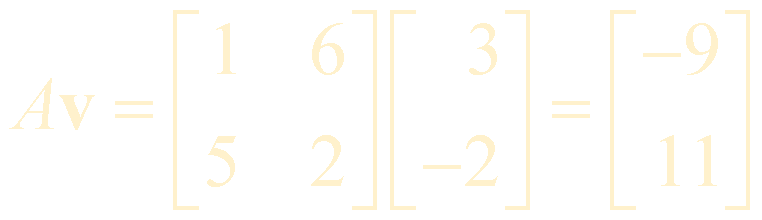 Av = [1 6; 5 2] [3; −2] = [−9; 11]